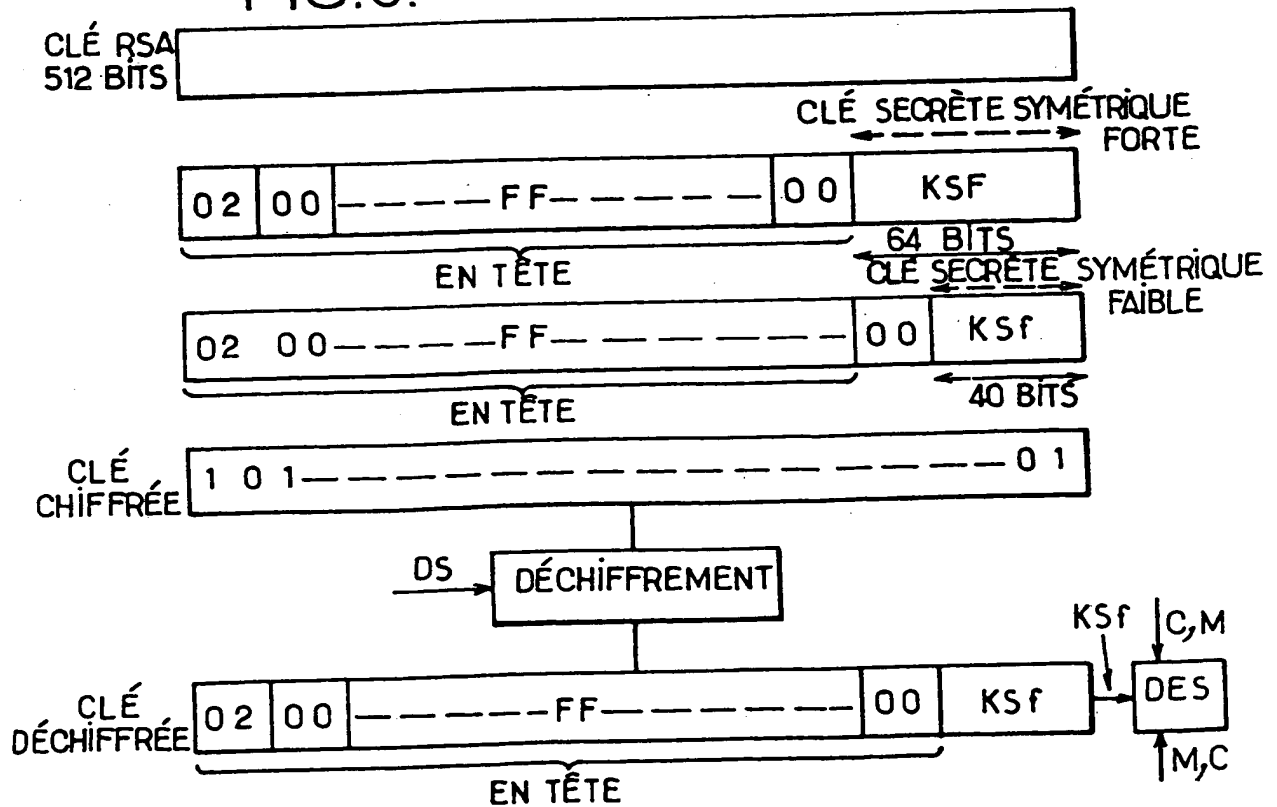 CLÉ RSA
512 BITS
CLÉ SECRÈTE SYMÉTRIQUE
FORTE
02 00 ————— FF —————— 00 KSF
64 BITS
EN TÊTE
CLÉ SECRÈTE SYMÉTRIQUE
FAIBLE
02 00 ————— FF ————————— 00 KSf
40 BITS
EN TÊTE
CLÉ
CHIFFRÉE
1 0 1 ——————————————— 0 1
DS
DÉCHIFFREMENT
KSf
C,M
CLÉ
DÉCHIFFRÉE
02 00 —————— FF ——————— 00 KSf
DES
M,C
EN TÊTE